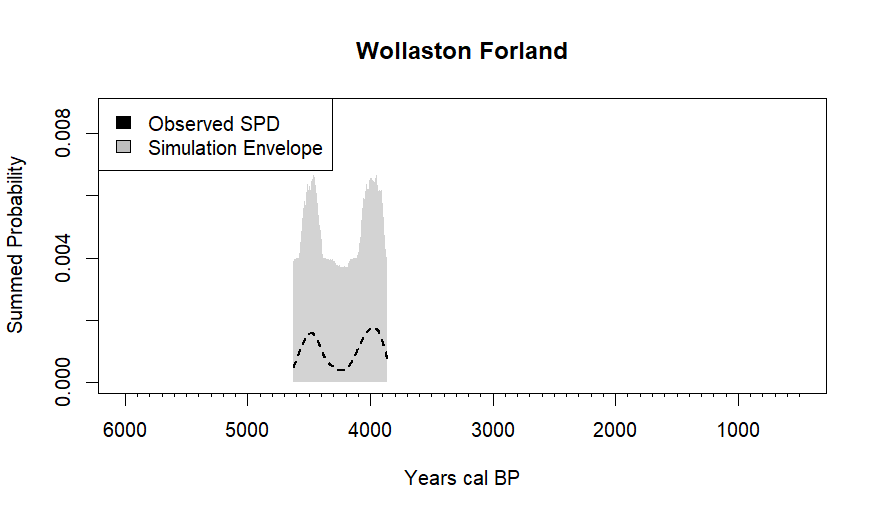 Wollaston Forland
Observed SPD
Simulation Envelope
Summed Probability
0.008
0.004
0.000
6000 5000 4000 3000 2000 1000
Years cal BP